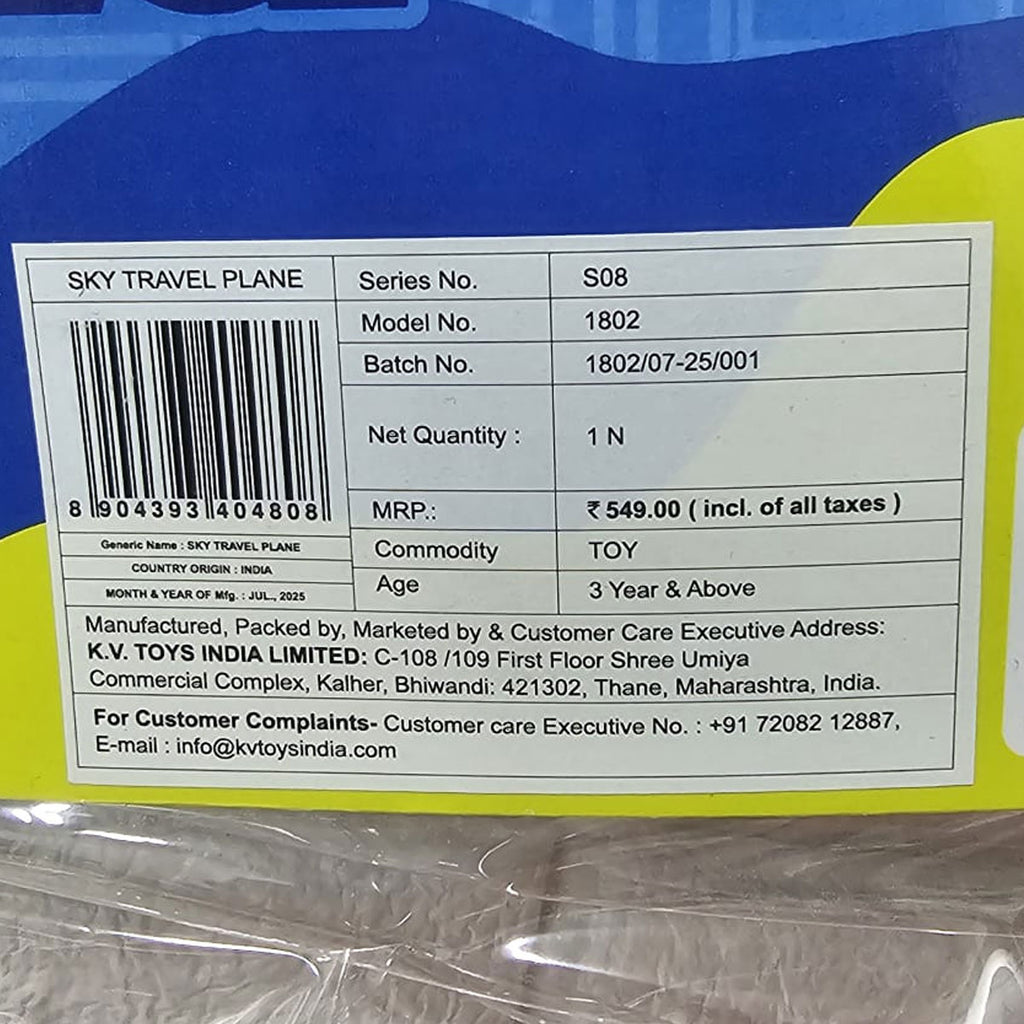 SKY TRAVEL PLANE
8 904393 404808
Generic Name : SKY TRAVEL PLANE
COUNTRY ORIGIN : INDIA
MONTH & YEAR OF Mfg. : JUL., 2025
Series No. S08
Model No. 1802
Batch No. 1802/07-25/001
Net Quantity : 1 N
MRP.: ₹ 549.00 ( incl. of all taxes )
Commodity TOY
Age 3 Year & Above
Manufactured, Packed by, Marketed by & Customer Care Executive Address:
K.V. TOYS INDIA LIMITED: C-108 /109 First Floor Shree Umiya
Commercial Complex, Kalher, Bhiwandi: 421302, Thane, Maharashtra, India.
For Customer Complaints- Customer care Executive No. : +91 72082 12887,
E-mail : info@kvtoysindia.com